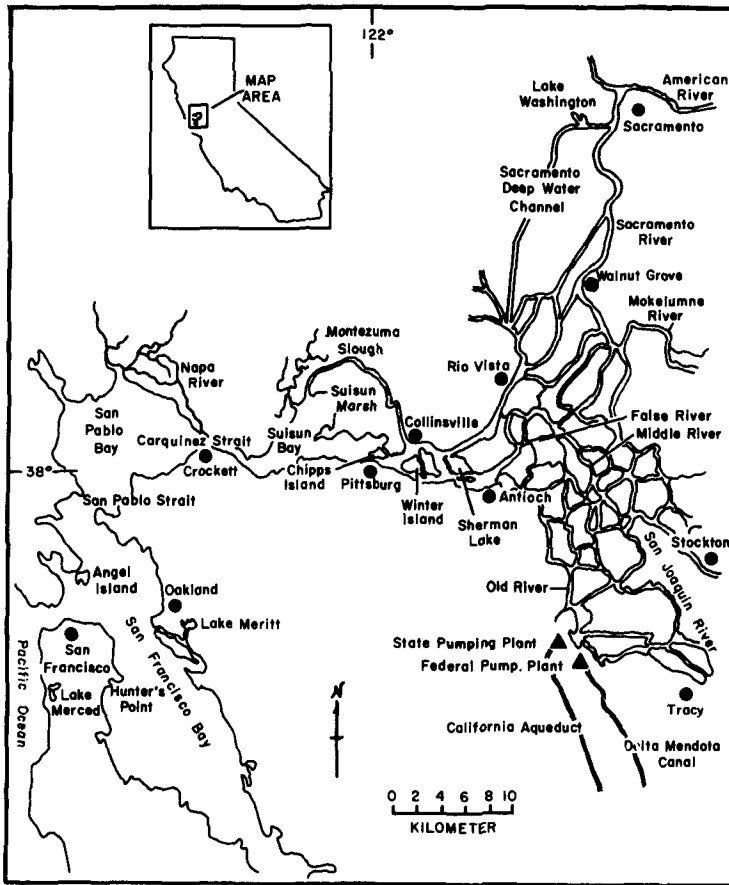 122°
MAP
AREA
Lake
Washington
American
River
Sacramento
Sacramento
Deep Water
Channel
Sacramento
River
Walnut Grove
Mokelumne
River
Montezuma
Slough
Napa
River
Rio Vista
Suisun
Marsh
San
Pablo
Bay
Suisun
Bay
Collinsville
False River
Carquinez Strait
Middle River
38°
Crockett
Chipps
Island
Pittsburg
Winter
Island
Antioch
Sherman
Lake
San Pablo Strait
Stockton
Angel
Island
Oakland
Old River
San Joaquin River
Lake Meritt
San
Francisco
State Pumping Plant
Federal Pump. Plant
Pacific Ocean
San Francisco Bay
Lake
Merced
Hunter's
Point
N
Tracy
California Aqueduct
Delta Mendota
Canal
0 2 4 6 8 10
KILOMETER